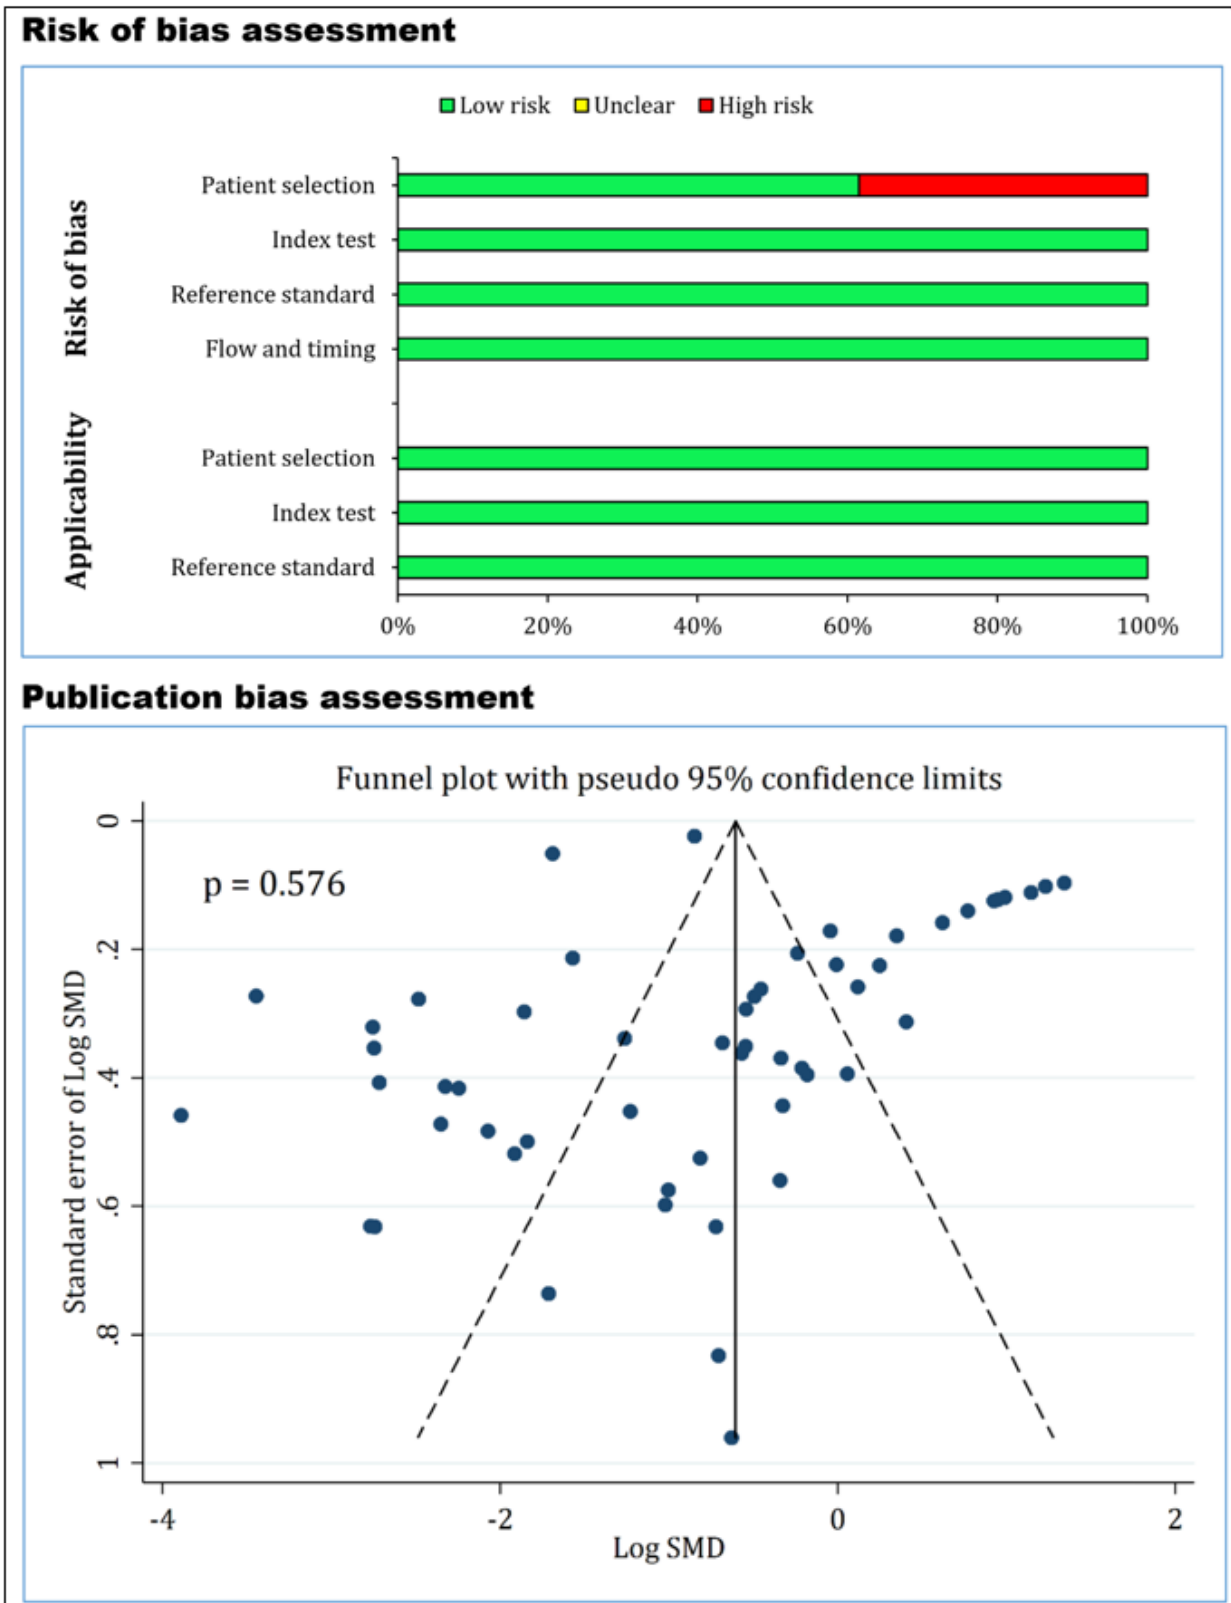 Risk of bias assessment
Low risk Unclear High risk
Risk of bias
Patient selection
Index test
Reference standard
Flow and timing
Applicability
Patient selection
Index test
Reference standard
0% 20% 40% 60% 80% 100%
Publication bias assessment
Funnel plot with pseudo 95% confidence limits
p = 0.576
Standard error of Log SMD
0
.2
.4
.6
.8
1
-4 -2 0 2
Log SMD